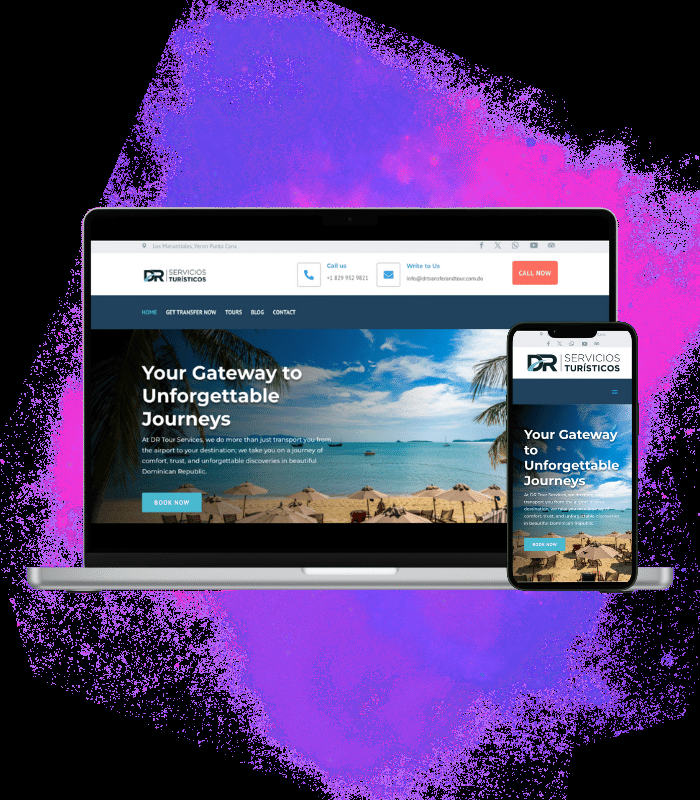 Los Manantiales, Veron Punta Cana
DR SERVICIOS
TURÍSTICOS
Call us
+1 829 952 9821
Write to Us
info@drtransferandtour.com.do
CALL NOW
HOME GET TRANSFER NOW TOURS BLOG CONTACT
Your Gateway to
Unforgettable
Journeys
At DR Tour Services, we do more than just transport you from
the airport to your destination; we take you on a journey of
comfort, trust, and unforgettable discoveries in beautiful
Dominican Republic.
BOOK NOW
DR SERVICIOS
TURÍSTICOS
Your Gateway
to
Unforgettable
Journeys
At DR Tour Services, we do more than just
transport you from the airport to your
destination; we take you on a journey of
comfort, trust, and unforgettable discoveries
in beautiful Dominican Republic.
BOOK NOW